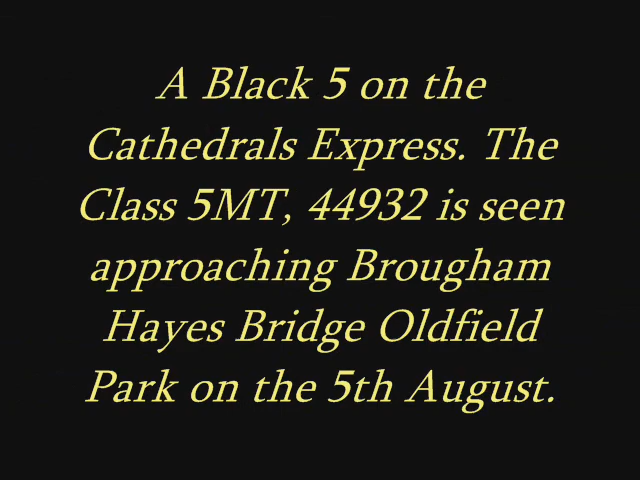 A Black 5 on the
Cathedrals Express. The
Class 5MT, 44932 is seen
approaching Brougham
Hayes Bridge Oldfield
Park on the 5th August.